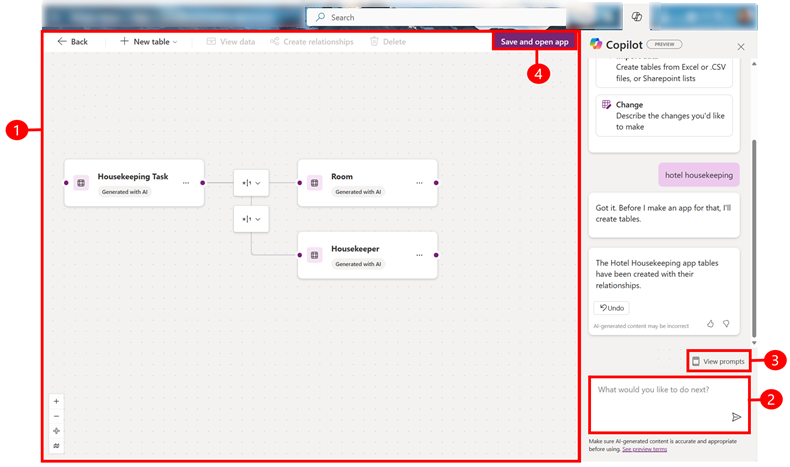 Search
Back
New table
View data
Create relationships
Delete
Save and open app
4
1
Housekeeping Task
Generated with AI
*|1
Room
Generated with AI
*|1
Housekeeper
Generated with AI
Copilot
PREVIEW
Create tables from Excel or .CSV
files, or Sharepoint lists
Change
Describe the changes you'd like
to make
hotel housekeeping
Got it. Before I make an app for that, I'll
create tables.
The Hotel Housekeeping app tables
have been created with their
relationships.
Undo
AI-generated content may be incorrect
View prompts
3
What would you like to do next?
2
Make sure AI-generated content is accurate and appropriate
before using. See preview terms